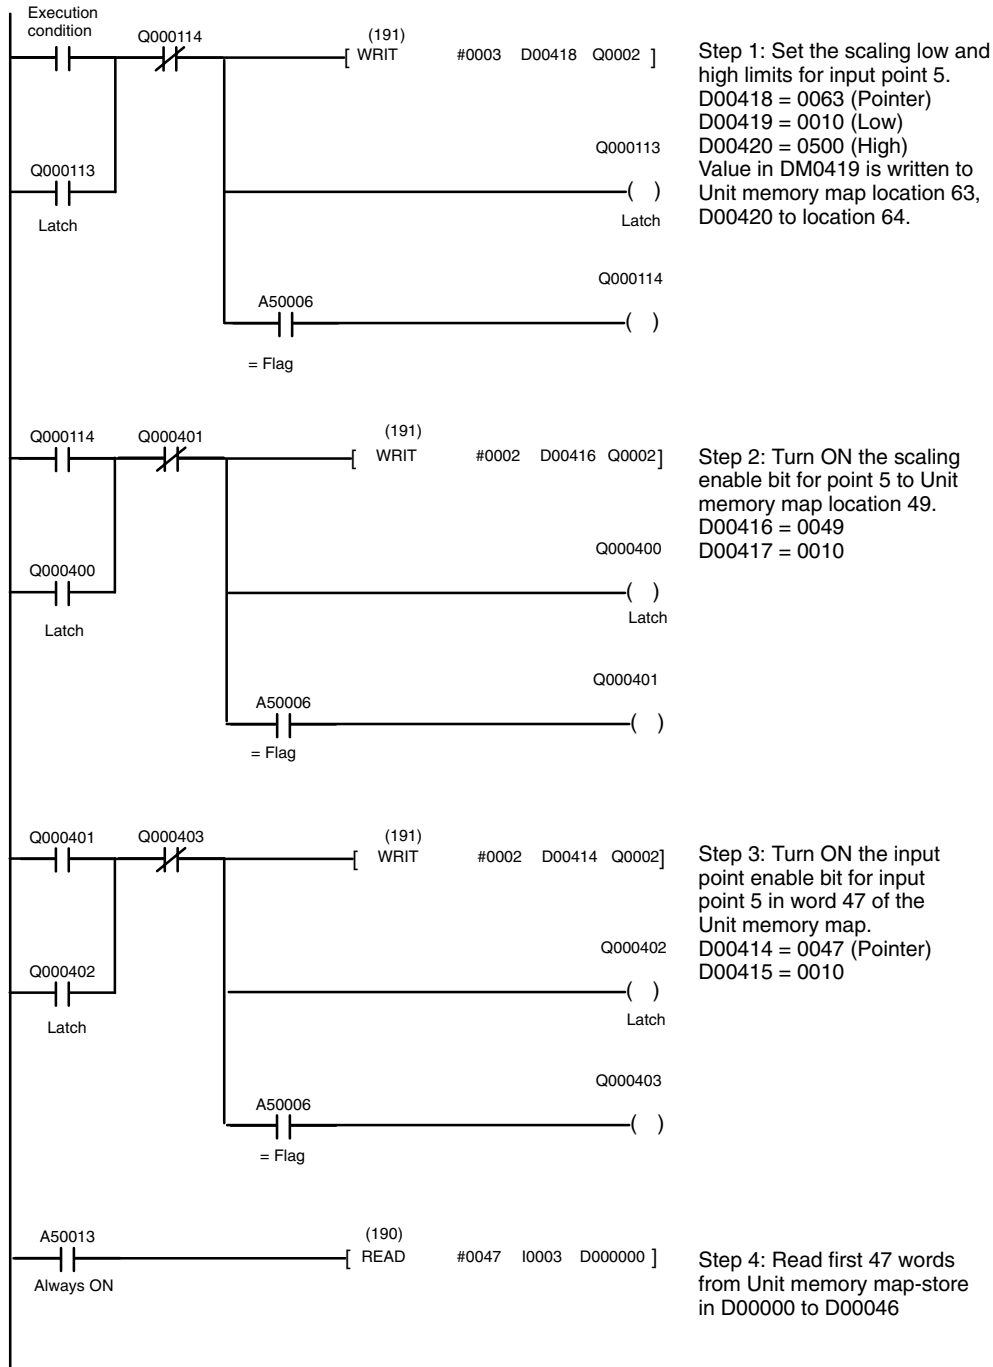 Execution
condition
Q000114
(191)
[ WRIT #0003 D00418 Q0002 ]
Step 1: Set the scaling low and
high limits for input point 5.
D00418 = 0063 (Pointer)
D00419 = 0010 (Low)
D00420 = 0500 (High)
Value in DM0419 is written to
Unit memory map location 63,
D00420 to location 64.
Q000113
Q000113
( )
Latch
Latch
Q000114
A50006
( )
= Flag
Q000114
Q000401
(191)
[ WRIT #0002 D00416 Q0002]
Step 2: Turn ON the scaling
enable bit for point 5 to Unit
memory map location 49.
D00416 = 0049
D00417 = 0010
Q000400
Q000400
( )
Latch
Latch
Q000401
A50006
( )
= Flag
Q000401
Q000403
(191)
[ WRIT #0002 D00414 Q0002]
Step 3: Turn ON the input
point enable bit for input
point 5 in word 47 of the
Unit memory map.
D00414 = 0047 (Pointer)
D00415 = 0010
Q000402
Q000402
( )
Latch
Latch
Q000403
A50006
( )
= Flag
A50013
(190)
[ READ #0047 I0003 D000000 ]
Always ON
Step 4: Read first 47 words
from Unit memory map-store
in D00000 to D00046